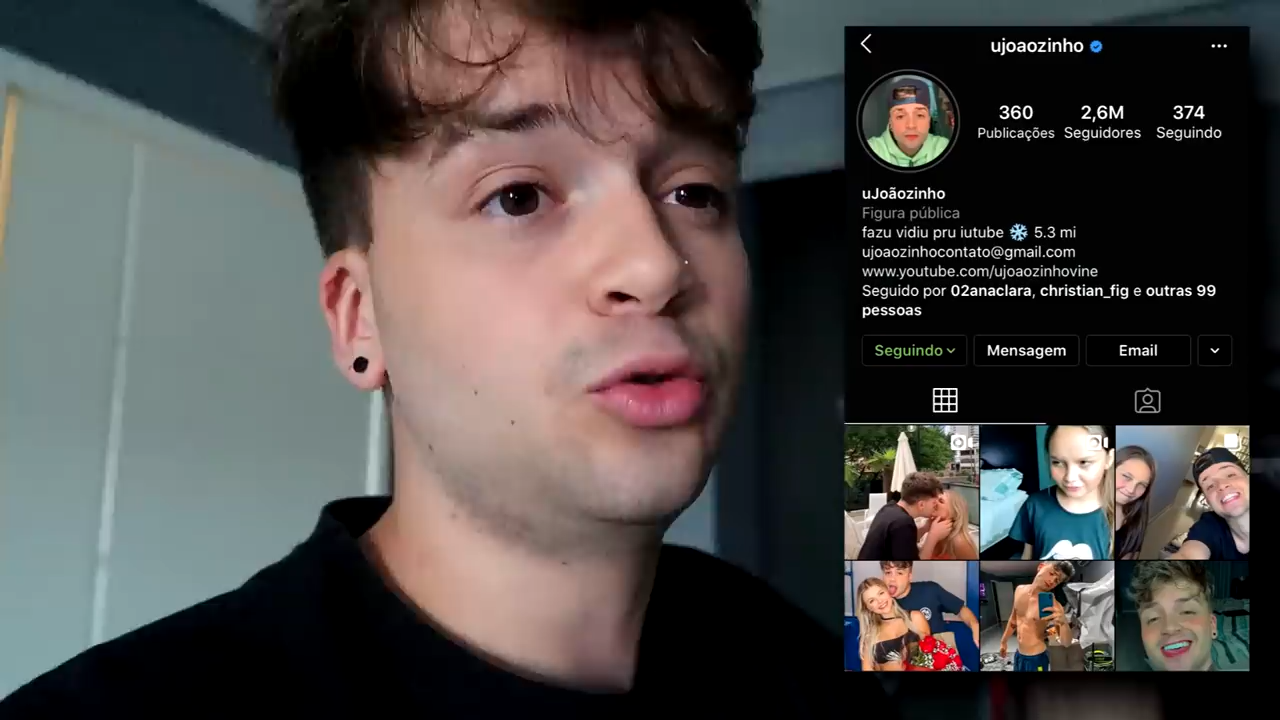 ujoaozinho
360 2,6M 374
Publicações Seguidores Seguindo
uJoãozinho
Figura pública
fazu vidiu pru iutube ❄️ 5.3 mi
ujoaozinhocontato@gmail.com
www.youtube.com/ujoaozinhovine
Seguido por 02anaclara, christian_fig e outras 99
pessoas
Seguindo Mensagem Email